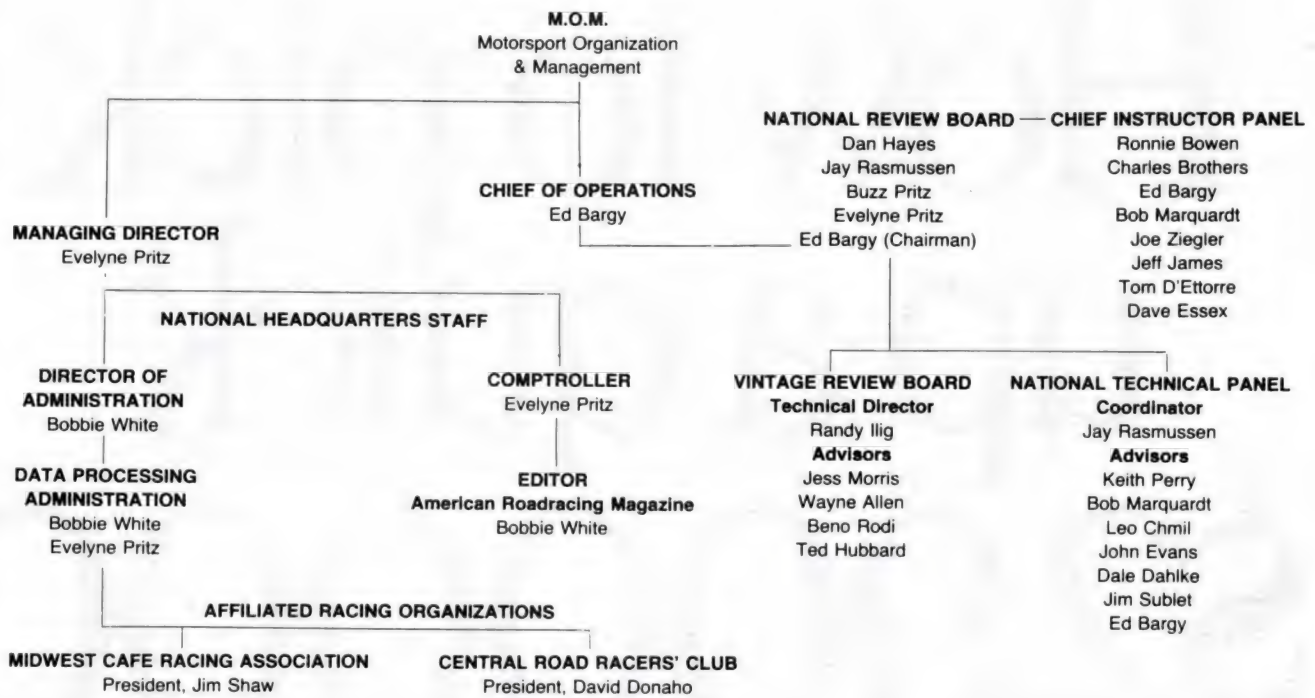 M.O.M.
Motorsport Organization
& Management
NATIONAL REVIEW BOARD — CHIEF INSTRUCTOR PANEL
Dan Hayes
Jay Rasmussen
Buzz Pritz
Evelyne Pritz
Ed Bargy (Chairman)
Ronnie Bowen
Charles Brothers
Ed Bargy
Bob Marquardt
Joe Ziegler
Jeff James
Tom D'Ettorre
Dave Essex
CHIEF OF OPERATIONS
Ed Bargy
MANAGING DIRECTOR
Evelyne Pritz
NATIONAL HEADQUARTERS STAFF
DIRECTOR OF
ADMINISTRATION
Bobbie White
DATA PROCESSING
ADMINISTRATION
Bobbie White
Evelyne Pritz
COMPTROLLER
Evelyne Pritz
EDITOR
American Roadracing Magazine
Bobbie White
VINTAGE REVIEW BOARD
Technical Director
Randy Ilig
Advisors
Jess Morris
Wayne Allen
Beno Rodi
Ted Hubbard
NATIONAL TECHNICAL PANEL
Coordinator
Jay Rasmussen
Advisors
Keith Perry
Bob Marquardt
Leo Chmil
John Evans
Dale Dahlke
Jim Sublet
Ed Bargy
AFFILIATED RACING ORGANIZATIONS
MIDWEST CAFE RACING ASSOCIATION
President, Jim Shaw
CENTRAL ROAD RACERS' CLUB
President, David Donaho